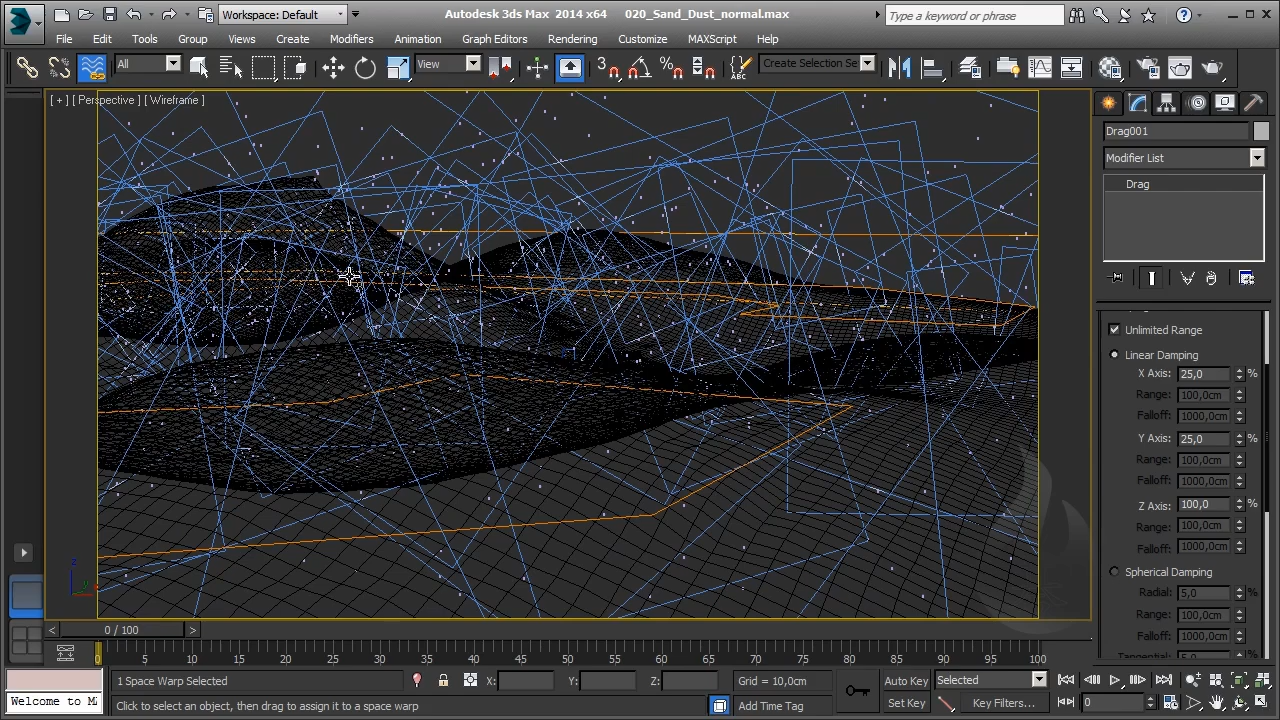 Workspace: Default
Autodesk 3ds Max 2014 x64 020_Sand_Dust_normal.max
Type a keyword or phrase
File Edit Tools Group Views Create Modifiers Animation Graph Editors Rendering Customize MAXScript Help
All
View
3
Create Selection Se
ABC
[ + ] [ Perspective ] [ Wireframe ]
Drag001
Modifier List
Drag
Unlimited Range
Linear Damping
X Axis: 25,0 %
Range: 100,0cm
Falloff: 1000,0cm
Y Axis: 25,0 %
Range: 100,0cm
Falloff: 1000,0cm
Z Axis: 100,0 %
Range: 100,0cm
Falloff: 1000,0cm
Spherical Damping
Radial: 5,0 %
Range: 100,0cm
Falloff: 1000,0cm
z
0 / 100
0 5 10 15 20 25 30 35 40 45 50 55 60 65 70 75 80 85 90 95 100
1 Space Warp Selected
X: Y: Z:
Grid = 10,0cm
Auto Key
Selected
Welcome to M
Click to select an object, then drag to assign it to a space warp
Add Time Tag
Set Key
Key Filters...
0